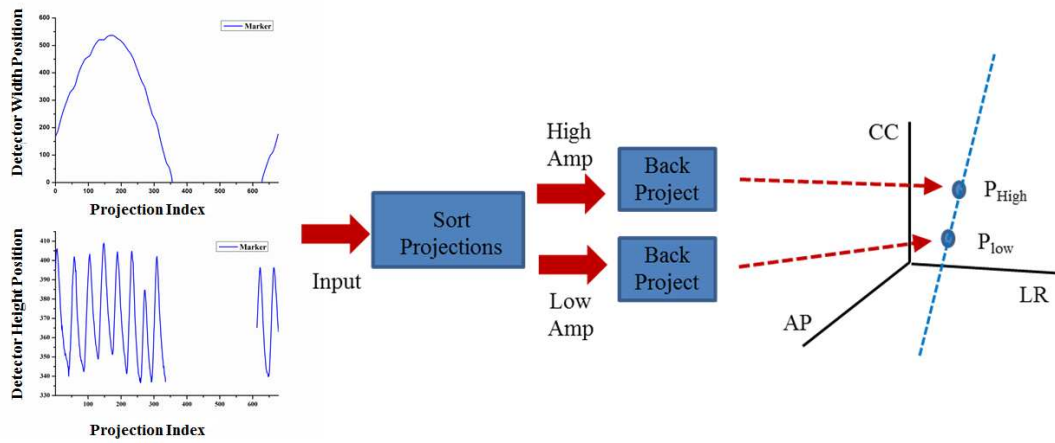 600
500
400
300
200
100
0
0 100 200 300 400 500 600
Detector Width Position
Marker
Projection Index
410
400
390
380
370
360
350
340
330
100 200 300 400 500 600
Detector Height Position
Marker
Projection Index
Input
Sort
Projections
High
Amp
Low
Amp
Back
Project
Back
Project
CC
AP
LR
P_High
P_low